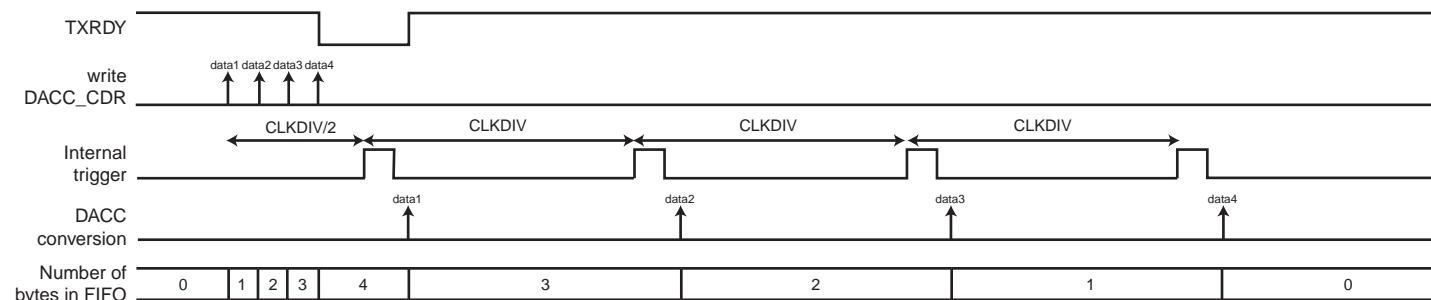 TXRDY
data1 data2 data3 data4
write
DACC_CDR
CLKDIV/2 CLKDIV CLKDIV CLKDIV
Internal
trigger
data1 data2 data3 data4
DACC
conversion
Number of
bytes in FIFO
0 1 2 3 4 3 2 1 0